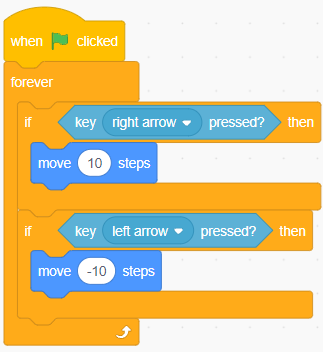 when clicked
forever
if key right arrow pressed? then
move 10 steps
if key left arrow pressed? then
move -10 steps